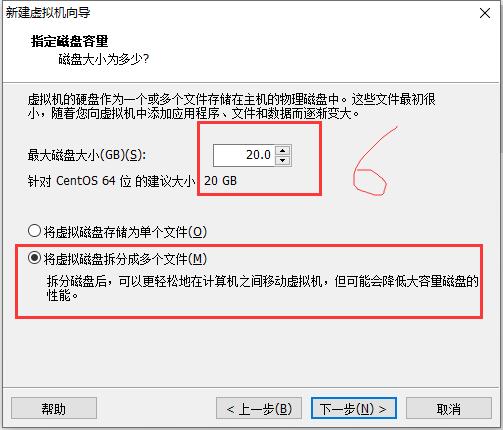 新建虚拟机向导
指定磁盘容量
磁盘大小为多少?
虚拟机的硬盘作为一个或多个文件存储在主机的物理磁盘中。这些文件最初很
小，随着您向虚拟机中添加应用程序、文件和数据而逐渐变大。
最大磁盘大小(GB)(S): 20.0
针对 CentOS 64 位 的建议大小: 20 GB
6
将虚拟磁盘存储为单个文件(O)
将虚拟磁盘拆分成多个文件(M)
拆分磁盘后，可以更轻松地在计算机之间移动虚拟机，但可能会降低大容量磁盘的
性能。
帮助 < 上一步(B) 下一步(N) > 取消